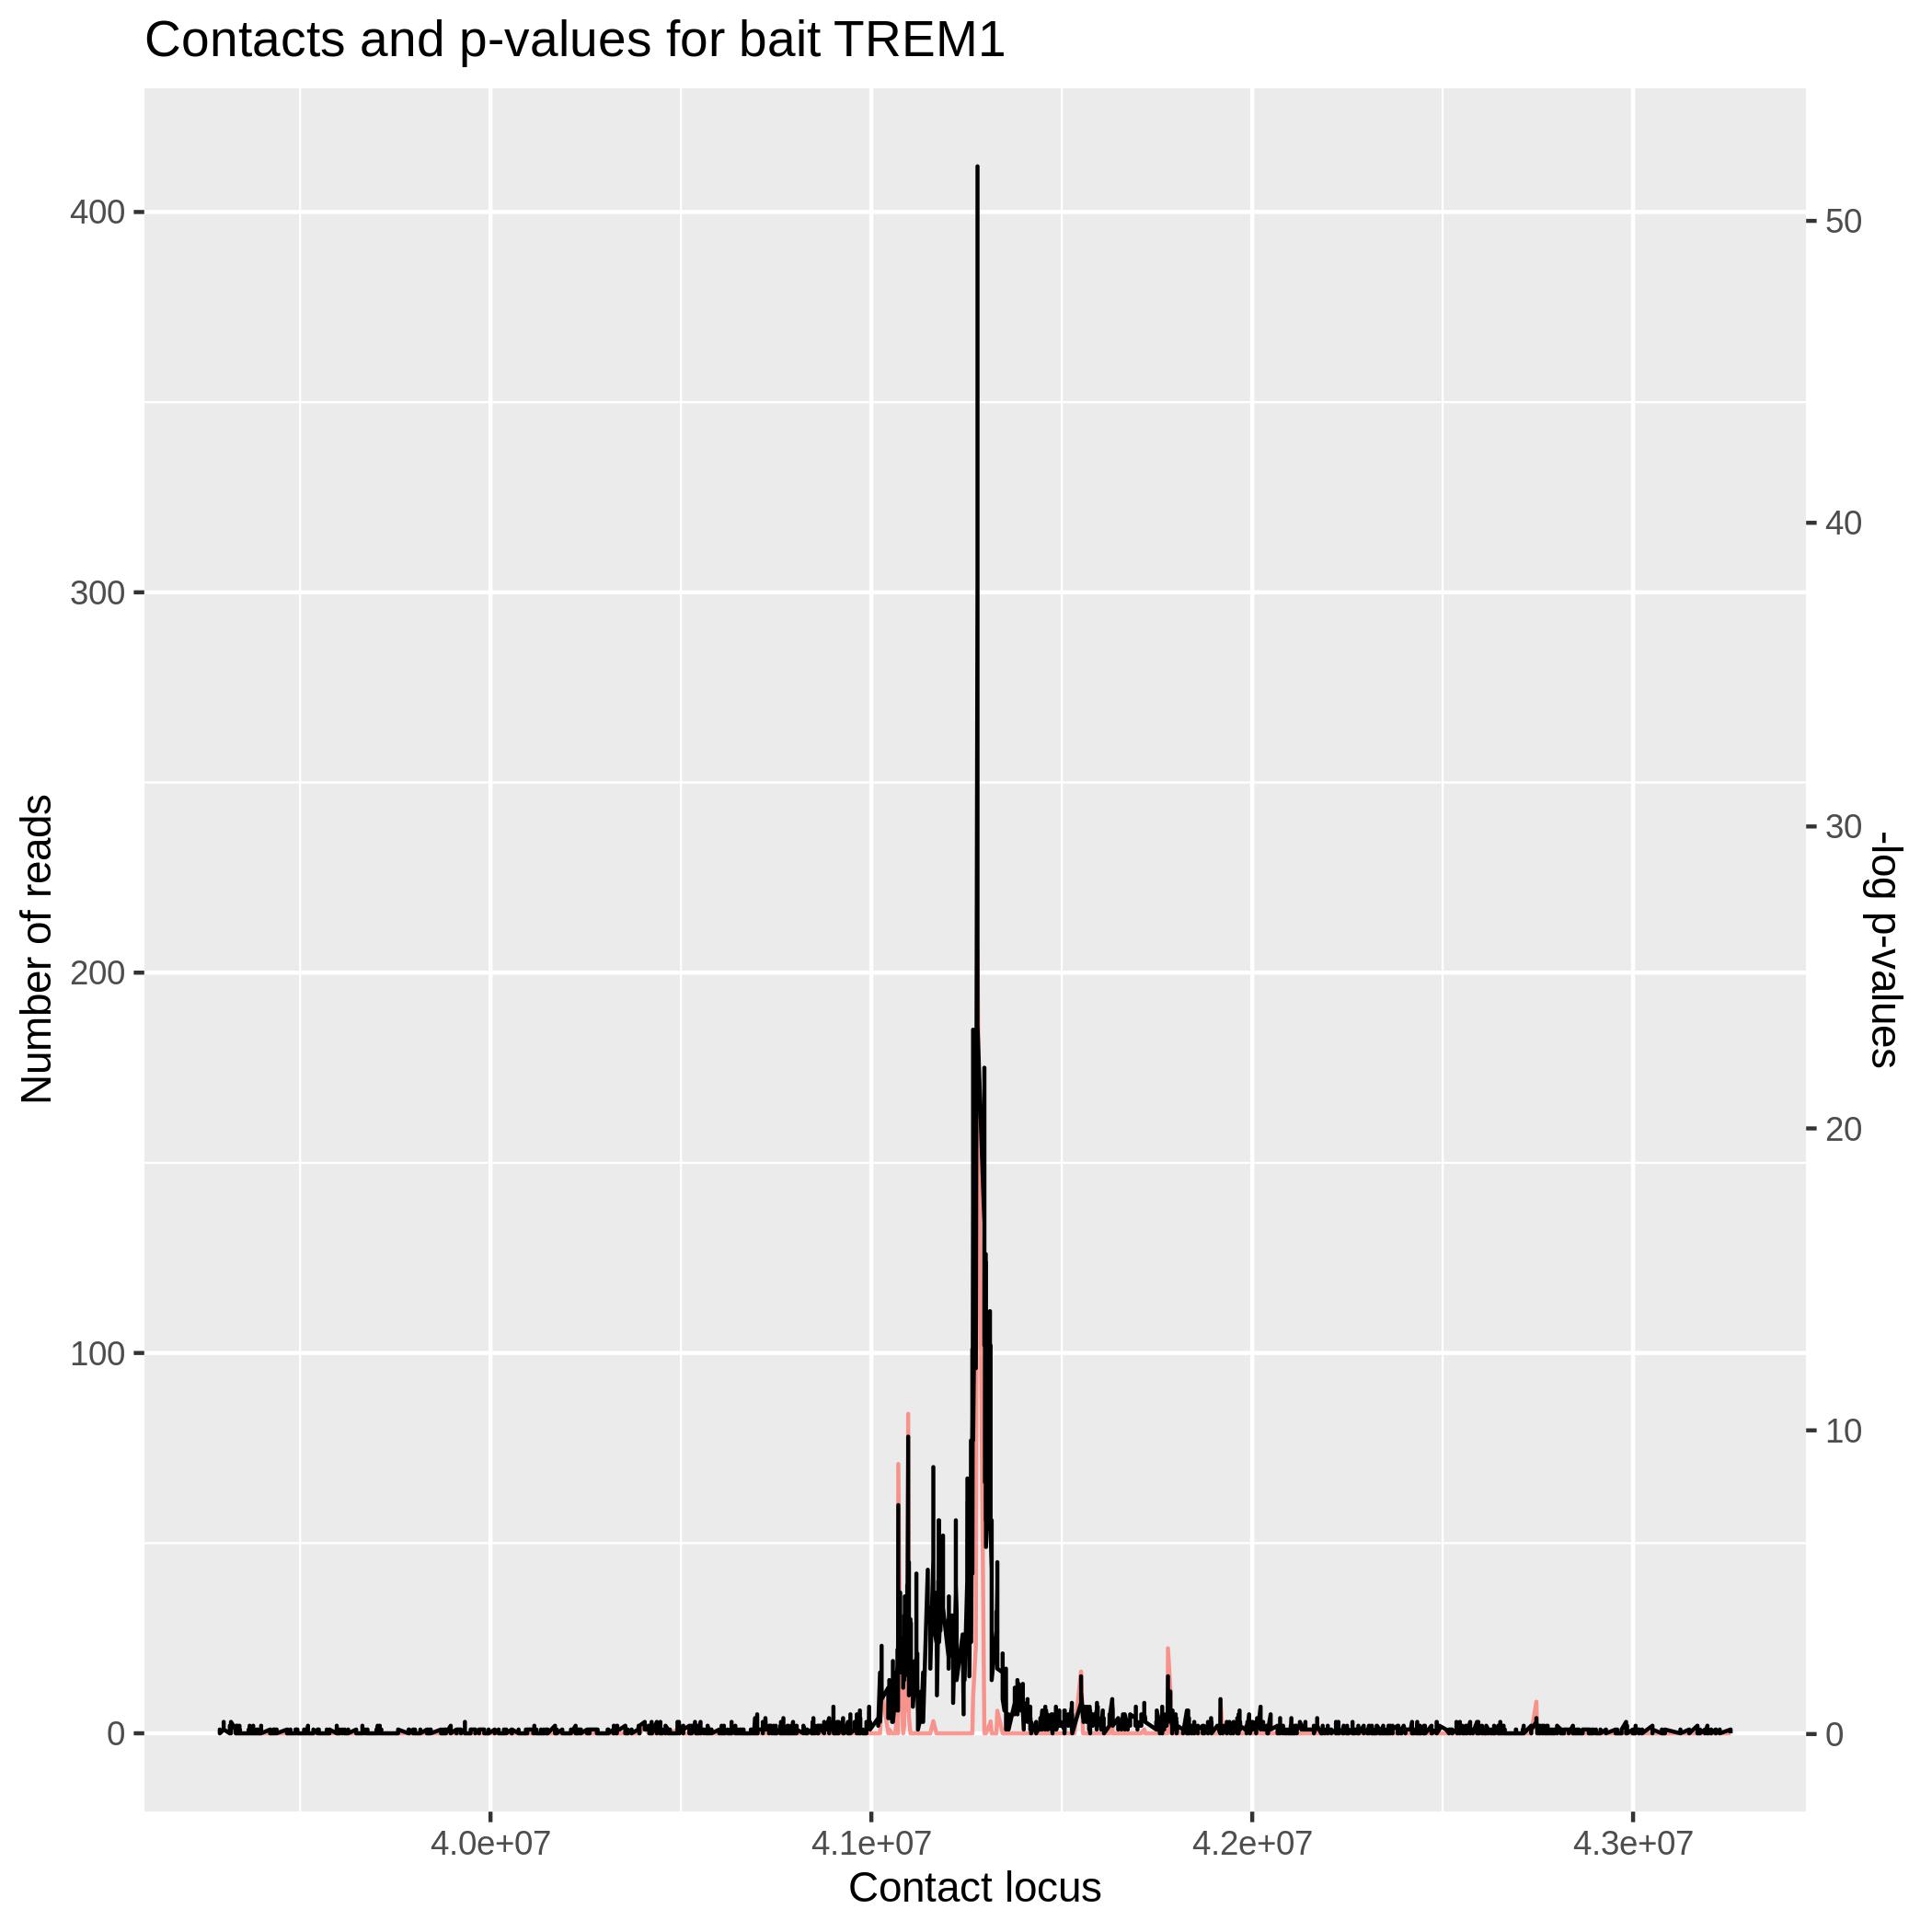 Contacts and p-values for bait TREM1
400
300
200
100
0
Number of reads
50
40
30
20
10
0
-log p-values
4.0e+07
4.1e+07
4.2e+07
4.3e+07
Contact locus